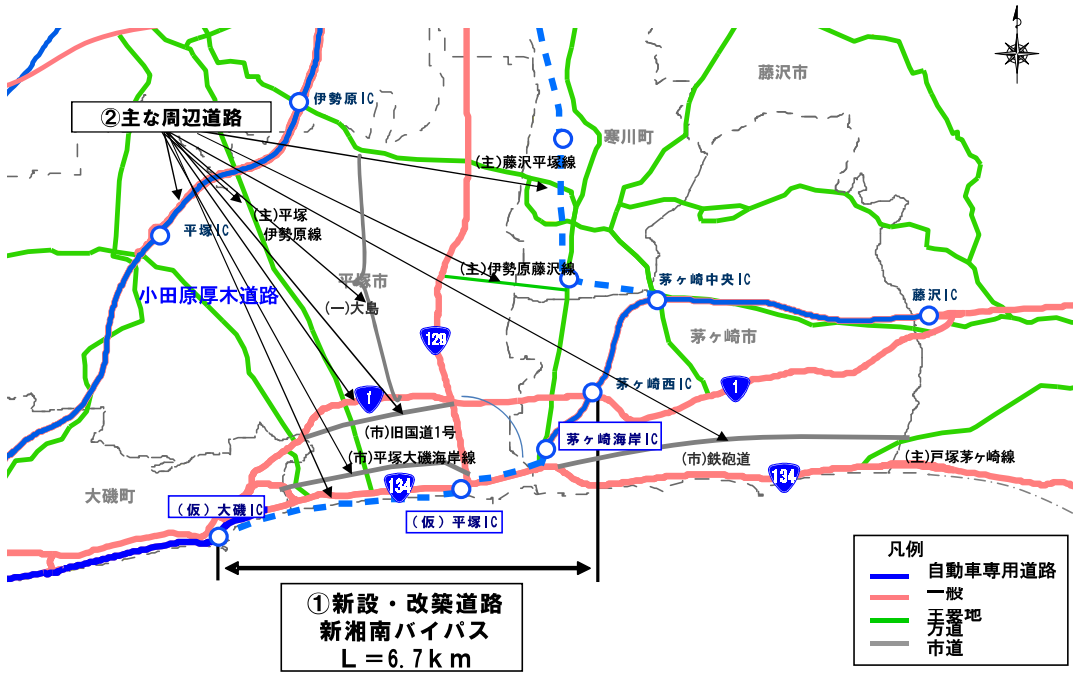 藤沢市
伊勢原IC
②主な周辺道路
寒川町
(主)藤沢平塚線
(主)平塚
伊勢原線
平塚IC
(主)伊勢原藤沢線
平塚市
茅ヶ崎中央IC
小田原厚木道路
藤沢IC
(一)大島
129
茅ヶ崎市
茅ヶ崎西IC
1
1
(市)旧国道1号
茅ヶ崎海岸IC
(市)平塚大磯海岸線
(市)鉄砲道
(主)戸塚茅ヶ崎線
134
134
大磯町
(仮)大磯IC
(仮)平塚IC
①新設・改築道路
新湘南バイパス
L=6.7km
凡例
自動車専用道路
一般
主要地
方道
市道